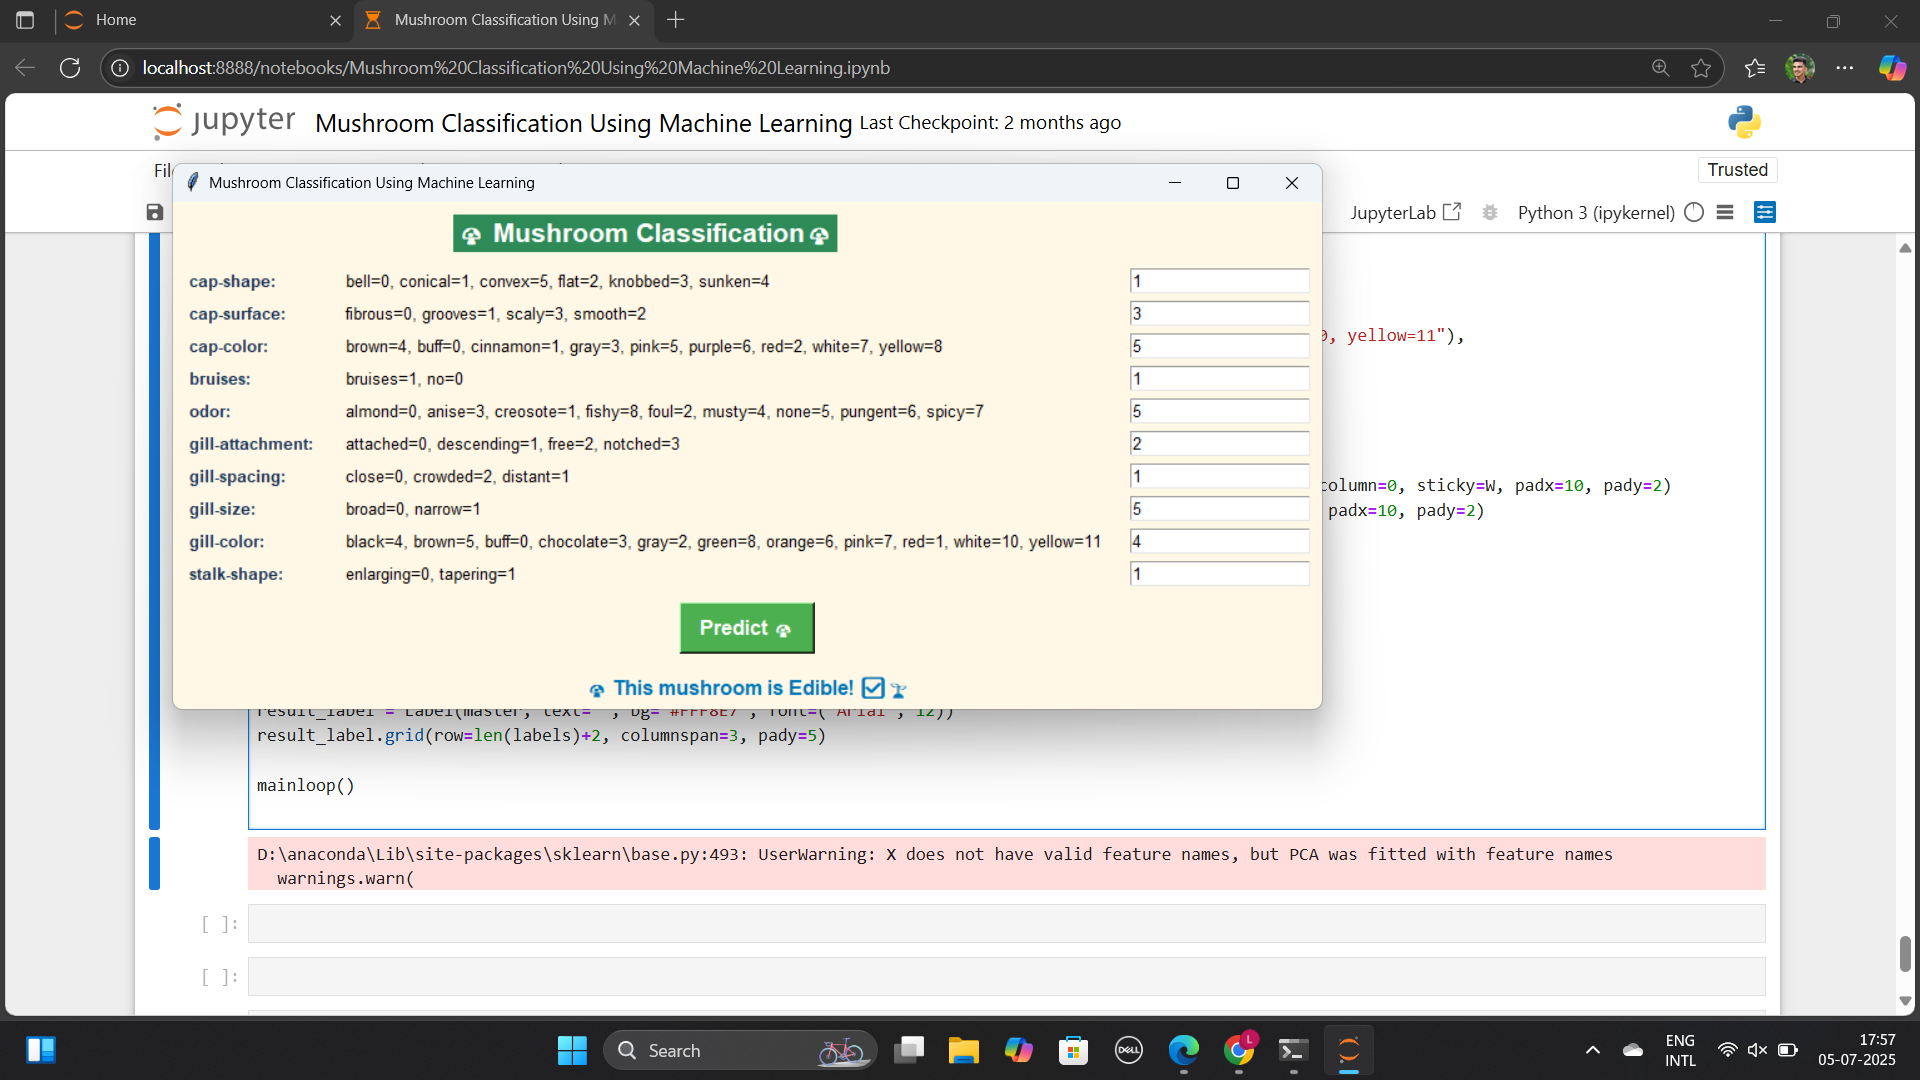 Home
Mushroom Classification Using M
localhost:8888/notebooks/Mushroom%20Classification%20Using%20Machine%20Learning.ipynb
jupyter Mushroom Classification Using Machine Learning Last Checkpoint: 2 months ago
Trusted
Mushroom Classification Using Machine Learning
JupyterLab Python 3 (ipykernel)
Mushroom Classification
cap-shape: bell=0, conical=1, convex=5, flat=2, knobbed=3, sunken=4 1
cap-surface: fibrous=0, grooves=1, scaly=3, smooth=2 3
yellow=11"),
cap-color: brown=4, buff=0, cinnamon=1, gray=3, pink=5, purple=6, red=2, white=7, yellow=8 5
bruises: bruises=1, no=0 1
odor: almond=0, anise=3, creosote=1, fishy=8, foul=2, musty=4, none=5, pungent=6, spicy=7 5
gill-attachment: attached=0, descending=1, free=2, notched=3 2
gill-spacing: close=0, crowded=2, distant=1 1
column=0, sticky=W, padx=10, pady=2)
gill-size: broad=0, narrow=1 5
padx=10, pady=2)
gill-color: black=4, brown=5, buff=0, chocolate=3, gray=2, green=8, orange=6, pink=7, red=1, white=10, yellow=11 4
stalk-shape: enlarging=0, tapering=1 1
Predict
This mushroom is Edible!
result_label.grid(row=len(labels)+2, columnspan=3, pady=5)
mainloop()
D:\anaconda\Lib\site-packages\sklearn\base.py:493: UserWarning: X does not have valid feature names, but PCA was fitted with feature names
warnings.warn(
[ ]:
[ ]:
Search
DELL
L
ENG
INTL
17:57
05-07-2025